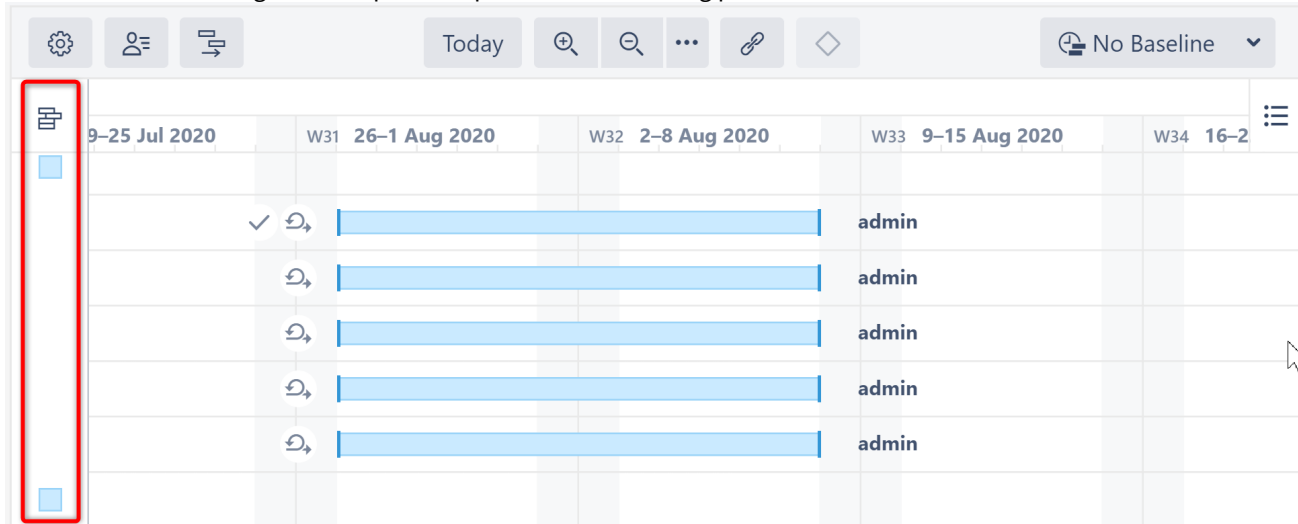 Today No Baseline
9–25 Jul 2020 W31 26–1 Aug 2020 W32 2–8 Aug 2020 W33 9–15 Aug 2020 W34 16–2
admin
admin
admin
admin
admin